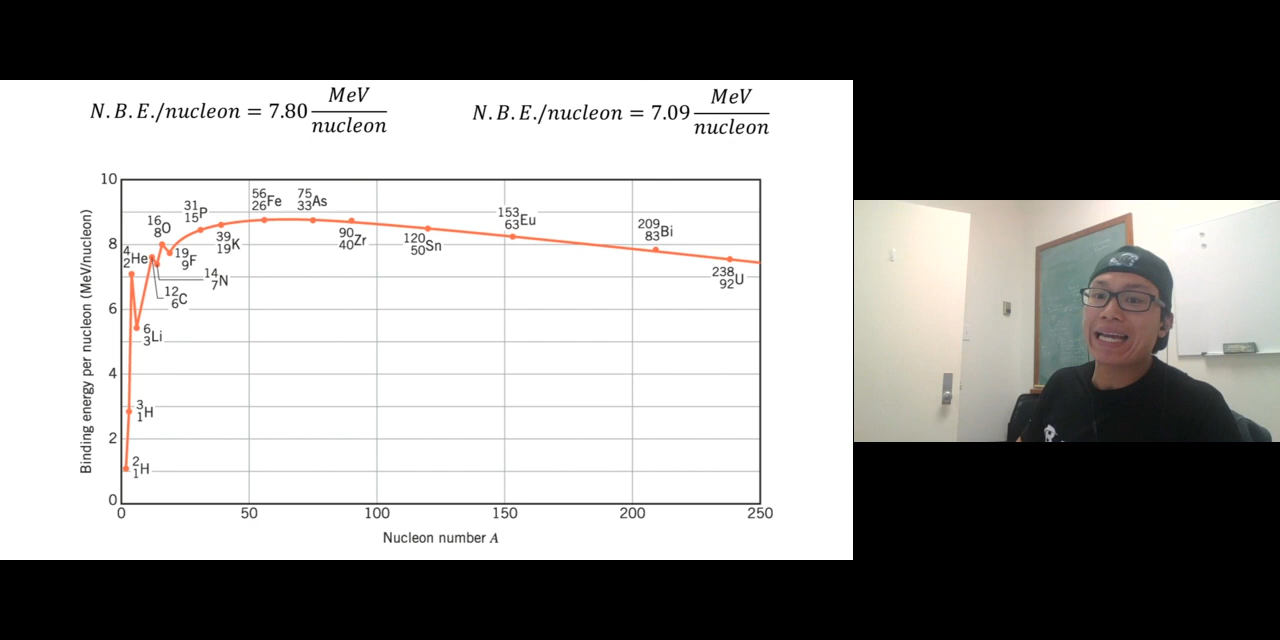 N.B.E./nucleon = 7.80 MeV/nucleon
N.B.E./nucleon = 7.09 MeV/nucleon
Binding energy per nucleon (MeV/nucleon)
10
8
6
4
2
0
0
50
100
150
200
250
Nucleon number A
2 1 H
3 1 H
4 2 He
6 3 Li
12 6 C
14 7 N
16 8 O
19 9 F
31 15 P
39 19 K
56 26 Fe
75 33 As
90 40 Zr
120 50 Sn
153 63 Eu
209 83 Bi
238 92 U